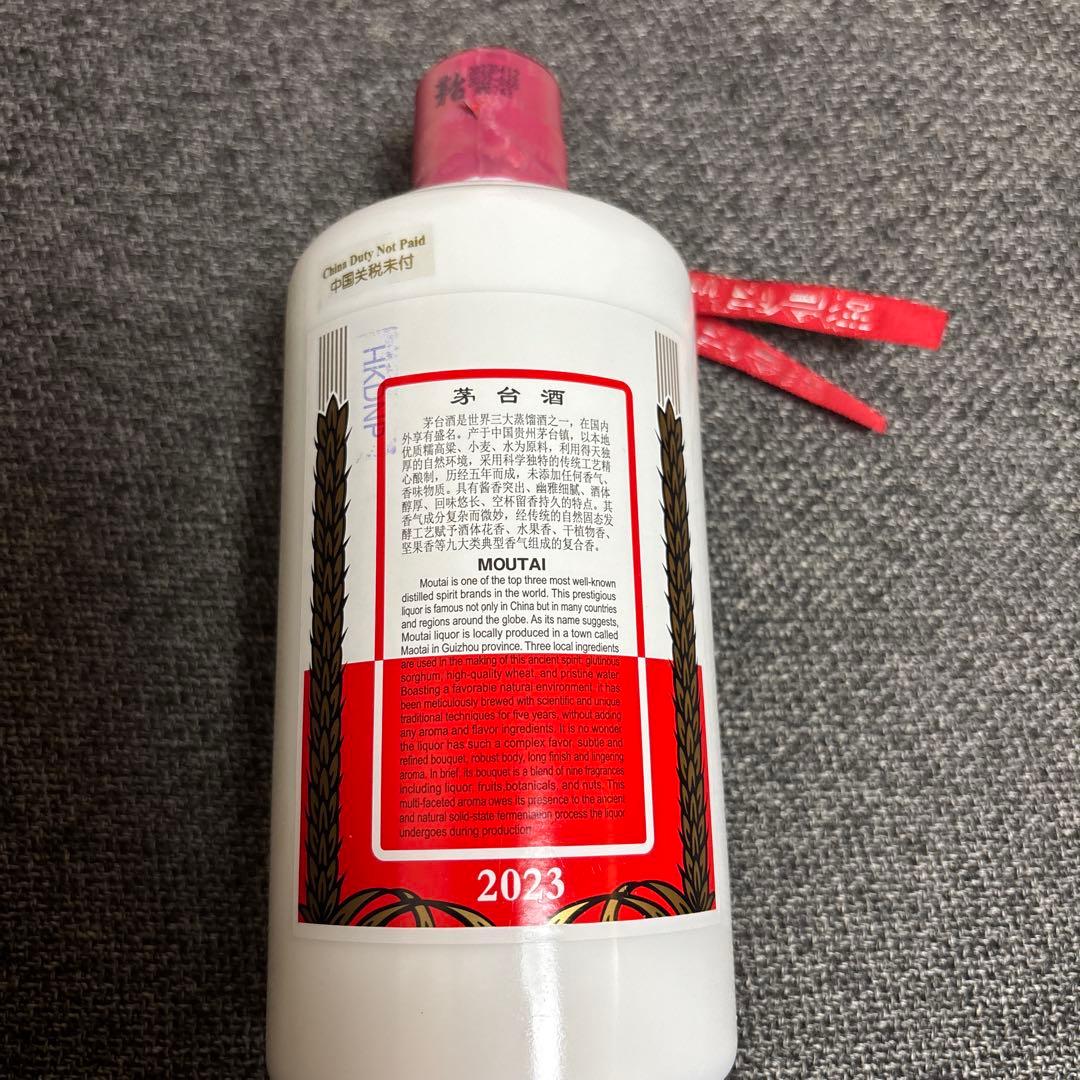 茅台
China Duty Not Paid
中国关税未付
HKDNP
茅台酒
茅台酒是世界三大蒸馏酒之一，在国内
外享有盛名。产于中国贵州茅台镇，以本地
优质糯高粱、小麦、水为原料，利用得天独
厚的自然环境，采用科学独特的传统工艺精
心酿制，历经五年而成，未添加任何香气、
香味物质。具有酱香突出、幽雅细腻、酒体
醇厚、回味悠长、空杯留香持久的特点。其
香气成分复杂而微妙，经传统的自然固态发
酵工艺赋予酒体花香、水果香、干植物香、
坚果香等九大类典型香气组成的复合香。
MOUTAI
Moutai is one of the top three most well-known
distilled spirit brands in the world. This prestigious
liquor is famous not only in China but in many countries
and regions around the globe. As its name suggests,
Moutai liquor is locally produced in a town called
Maotai in Guizhou province. Three local ingredients
are used in the making of this ancient spirit: glutinous
sorghum, high-quality wheat, and pristine water.
Boasting a favorable natural environment, it has
been meticulously brewed with scientific and unique
traditional techniques for five years, without adding
any aroma and flavor ingredients. It is no wonder
the liquor has such a complex favor, subtle and
refined bouquet, robust body, long finish and lingering
aroma. In brief, its bouquet is a blend of nine fragrances
including liquor, fruits,botanicals, and nuts. This
multi-faceted aroma owes its presence to the ancient
and natural solid-state fermentation process the liquor
undergoes during production.
2023